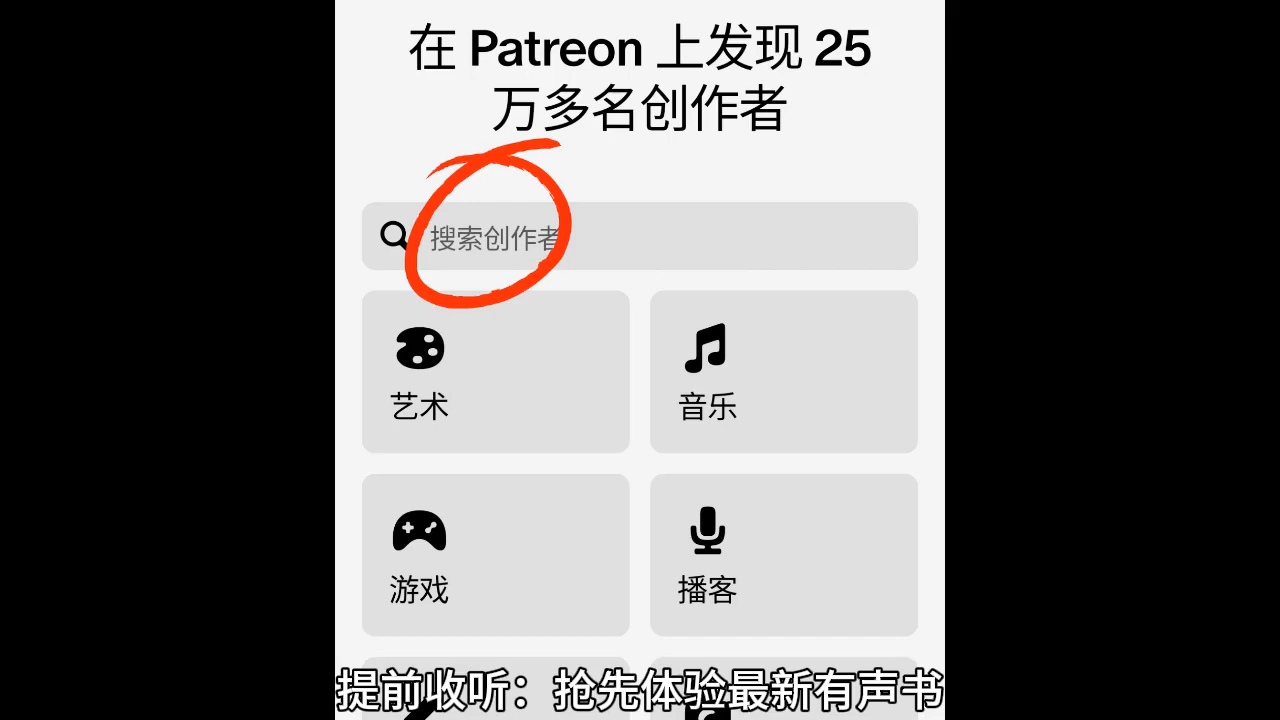 在 Patreon 上发现 25
万多名创作者
搜索创作者
艺术
音乐
游戏
播客
提前收听：抢先体验最新有声书